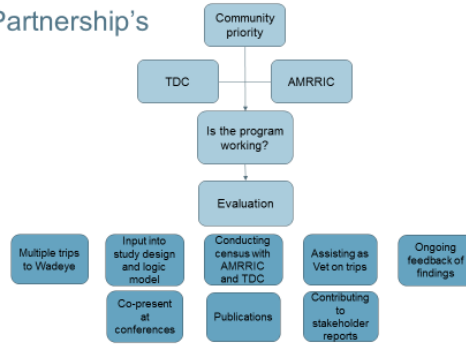 Partnership's
Community
priority
TDC
AMRRIC
Is the program
working?
Evaluation
Multiple trips
to Wadeye
Input into
study design
and logic
model
Conducting
census with
AMRRIC
and TDC
Assisting as
Vet on trips
Ongoing
feedback of
findings
Co-present
at
conferences
Publications
Contributing
to
stakeholder
reports